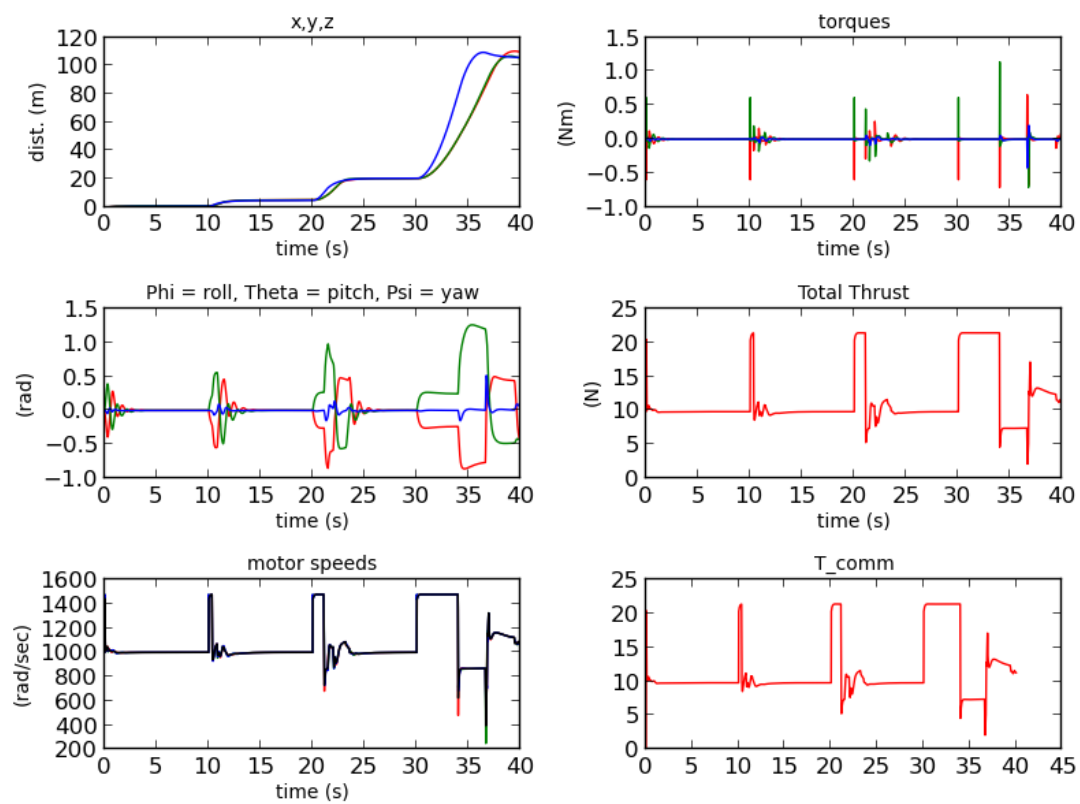 x,y,z
120
100
80
60
40
20
0
dist. (m)
0 5 10 15 20 25 30 35 40
time (s)
torques
1.5
1.0
0.5
0.0
−0.5
−1.0
(Nm)
0 5 10 15 20 25 30 35 40
time (s)
Phi = roll, Theta = pitch, Psi = yaw
1.5
1.0
0.5
0.0
−0.5
−1.0
(rad)
0 5 10 15 20 25 30 35 40
time (s)
Total Thrust
25
20
15
10
5
0
(N)
0 5 10 15 20 25 30 35 40
time (s)
motor speeds
1600
1400
1200
1000
800
600
400
200
(rad/sec)
0 5 10 15 20 25 30 35 40
time (s)
T_comm
25
20
15
10
5
0
0 5 10 15 20 25 30 35 40 45